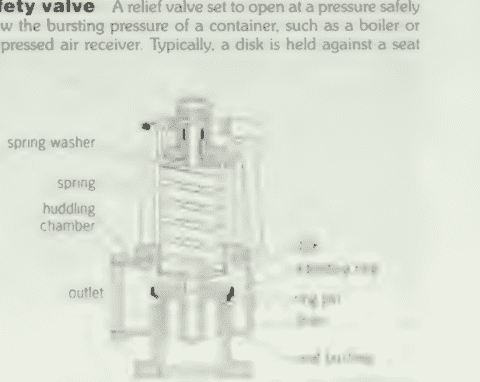 fety valve A relief valve set to open at a pressure safely
w the bursting pressure of a container, such as a boiler or
pressed air receiver. Typically, a disk is held against a seat
spring washer
spring
huddling
chamber
outlet